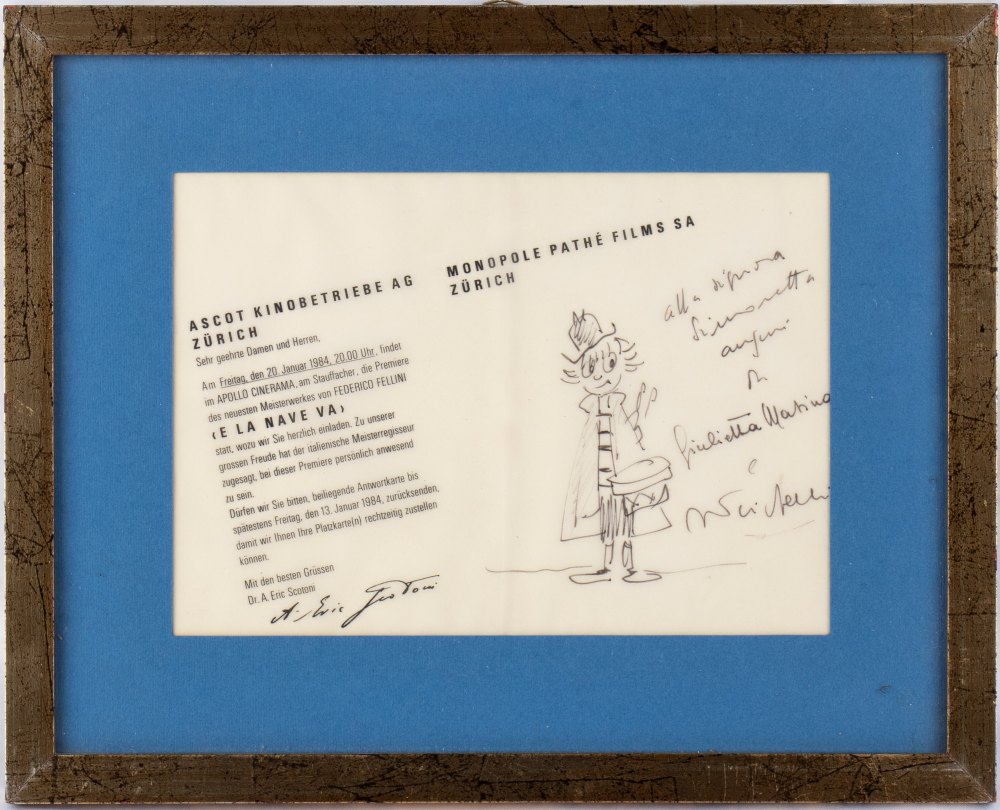 ASCOT KINOBETRIEBE AG
ZÜRICH
Sehr geehrte Damen und Herren,
Am Freitag, den 20. Januar 1984, 20.00 Uhr, findet
im APOLLO CINERAMA, am Stauffacher, die Premiere
des neuesten Meisterwerkes von FEDERICO FELLINI
‹E LA NAVE VA›
statt, wozu wir Sie herzlich einladen. Zu unserer
grossen Freude hat der italienische Meisterregisseur
zugesagt, bei dieser Premiere persönlich anwesend
zu sein.
Dürfen wir Sie bitten, beiliegende Antwortkarte bis
spätestens Freitag, den 13. Januar 1984, zurücksenden,
damit wir Ihnen Ihre Platzkarte(n) rechtzeitig zustellen
können.
Mit den besten Grüssen
Dr. A. Eric Scotoni
A. Eric Scotoni
MONOPOLE PATHÉ FILMS SA
ZÜRICH
alla signora
Simonetta
auguri
di
Giulietta Masina
e